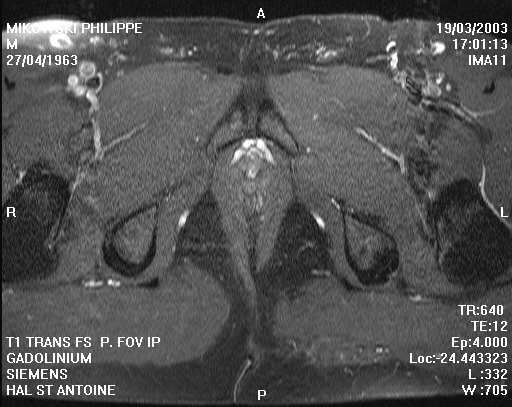 A
PHILIPPE
M
27/04/1963
19/03/2003
17:01:13
IMA11
R
L
T1 TRANS FS P. FOV IP
GADOLINIUM
SIEMENS
HAL ST ANTOINE
P
TR:640
TE:12
Ep:4.000
Loc:-24.443323
L:332
W:705